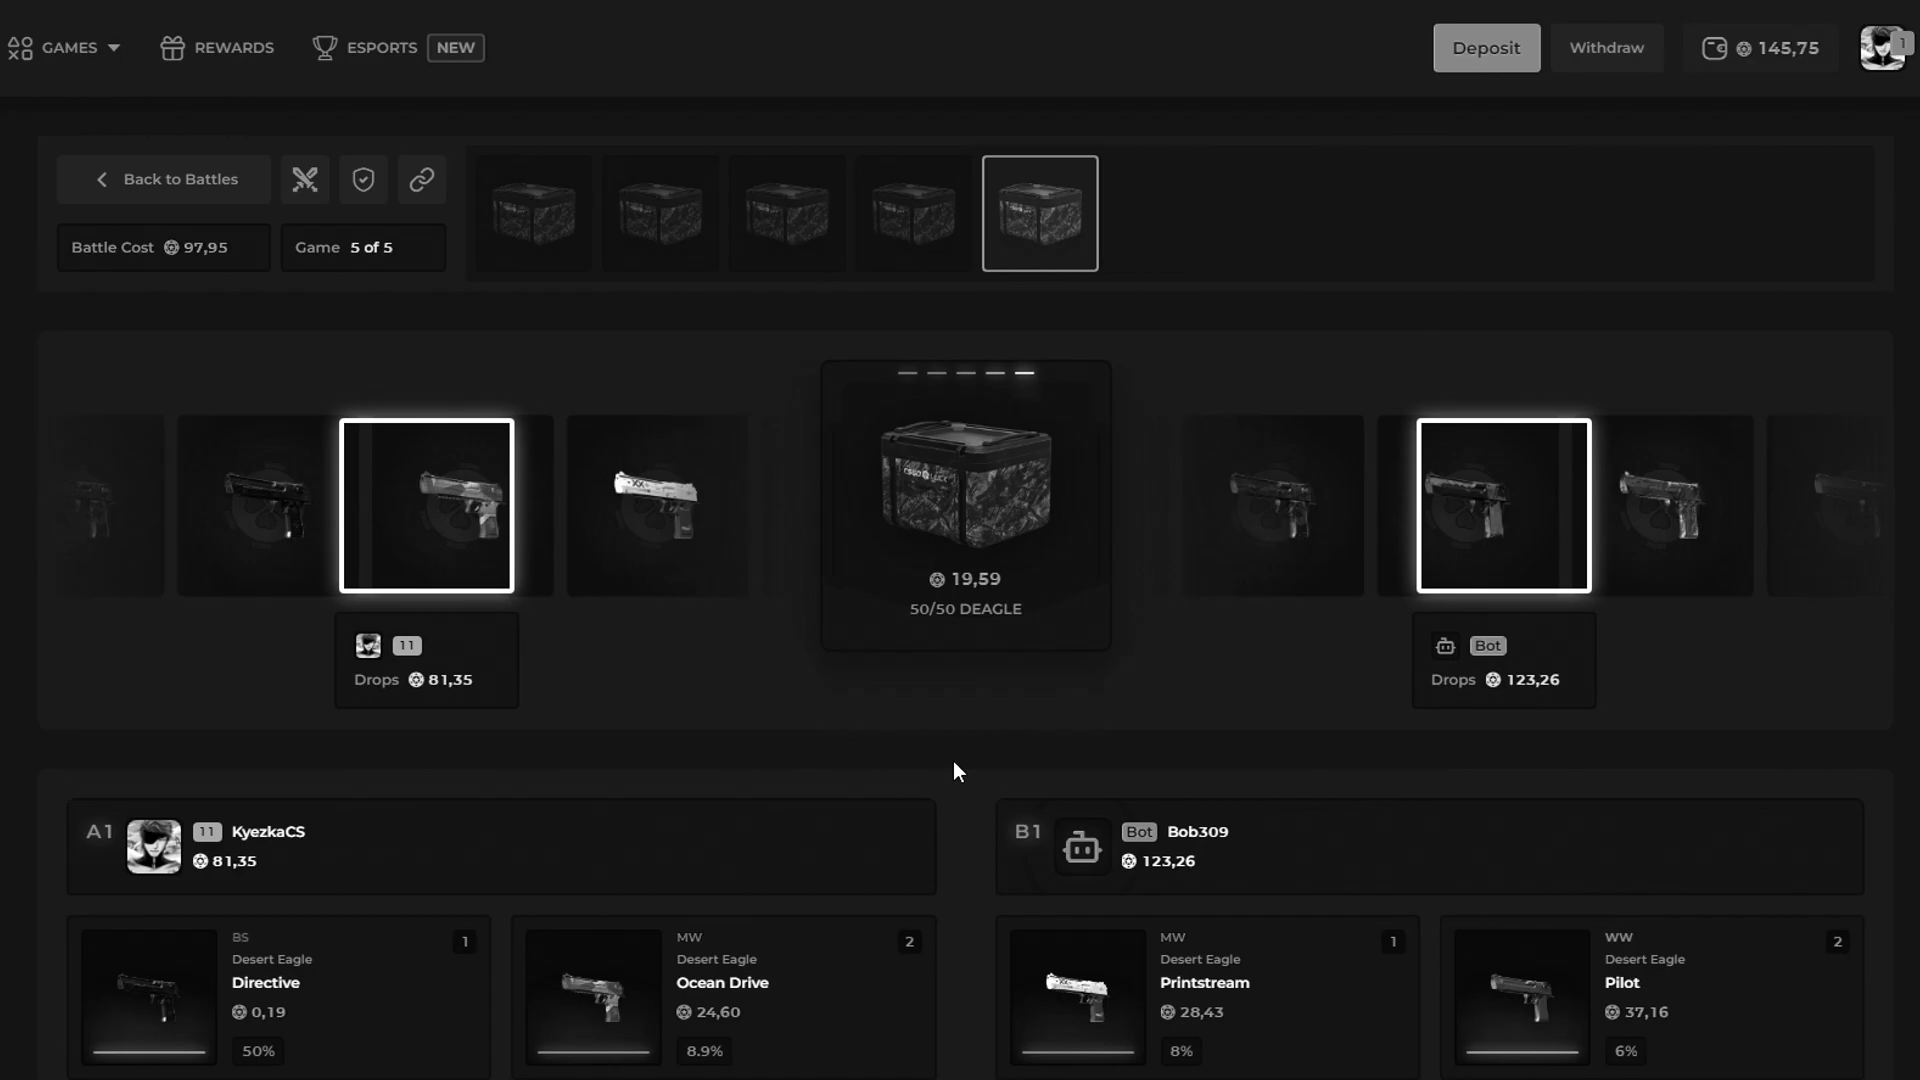 GAMES
REWARDS
ESPORTS NEW
Deposit
Withdraw
145,75
1
Back to Battles
Battle Cost 97,95
Game 5 of 5
19,59
50/50 DEAGLE
11
Drops 81,35
Bot
Drops 123,26
A1
11 KyezkaCS
81,35
B1
Bot Bob309
123,26
BS
1
Desert Eagle
Directive
0,19
50%
MW
2
Desert Eagle
Ocean Drive
24,60
8.9%
MW
1
Desert Eagle
Printstream
28,43
8%
WW
2
Desert Eagle
Pilot
37,16
6%